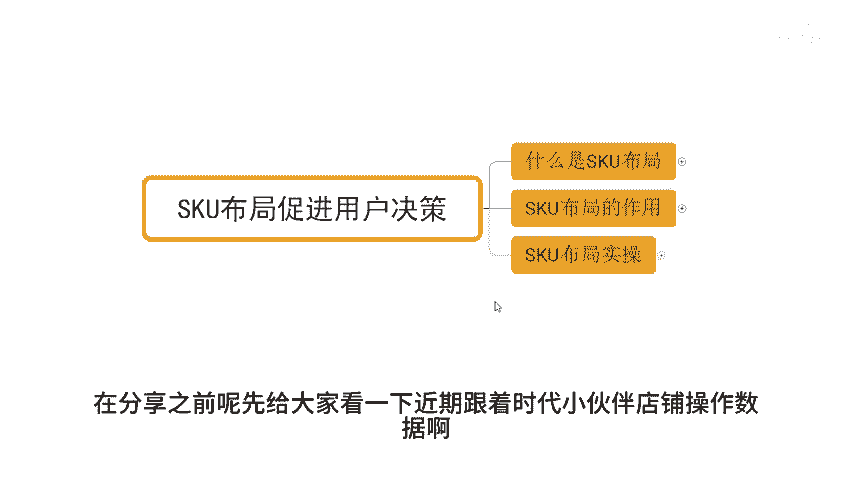 什么是SKU布局
SKU布局促进用户决策
SKU布局的作用
SKU布局实操
在分享之前呢先给大家看一下近期跟着时代小伙伴店铺操作数
据啊